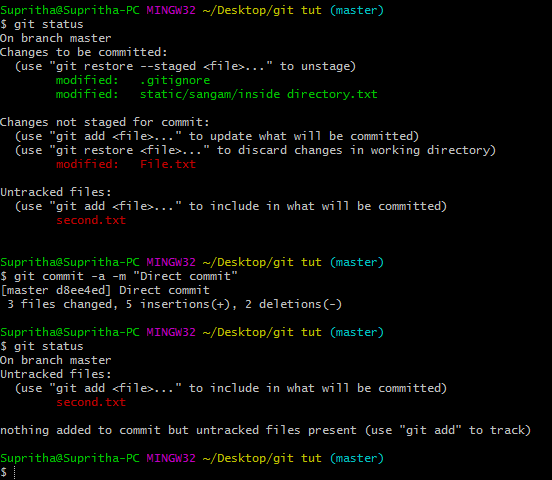 Supritha@Supritha-PC MINGW32 ~/Desktop/git tut (master)
$ git status
On branch master
Changes to be committed:
  (use "git restore --staged <file>..." to unstage)
        modified:   .gitignore
        modified:   static/sangam/inside directory.txt

Changes not staged for commit:
  (use "git add <file>..." to update what will be committed)
  (use "git restore <file>..." to discard changes in working directory)
        modified:   File.txt

Untracked files:
  (use "git add <file>..." to include in what will be committed)
        second.txt


Supritha@Supritha-PC MINGW32 ~/Desktop/git tut (master)
$ git commit -a -m "Direct commit"
[master d8ee4ed] Direct commit
 3 files changed, 5 insertions(+), 2 deletions(-)

Supritha@Supritha-PC MINGW32 ~/Desktop/git tut (master)
$ git status
On branch master
Untracked files:
  (use "git add <file>..." to include in what will be committed)
        second.txt

nothing added to commit but untracked files present (use "git add" to track)

Supritha@Supritha-PC MINGW32 ~/Desktop/git tut (master)
$